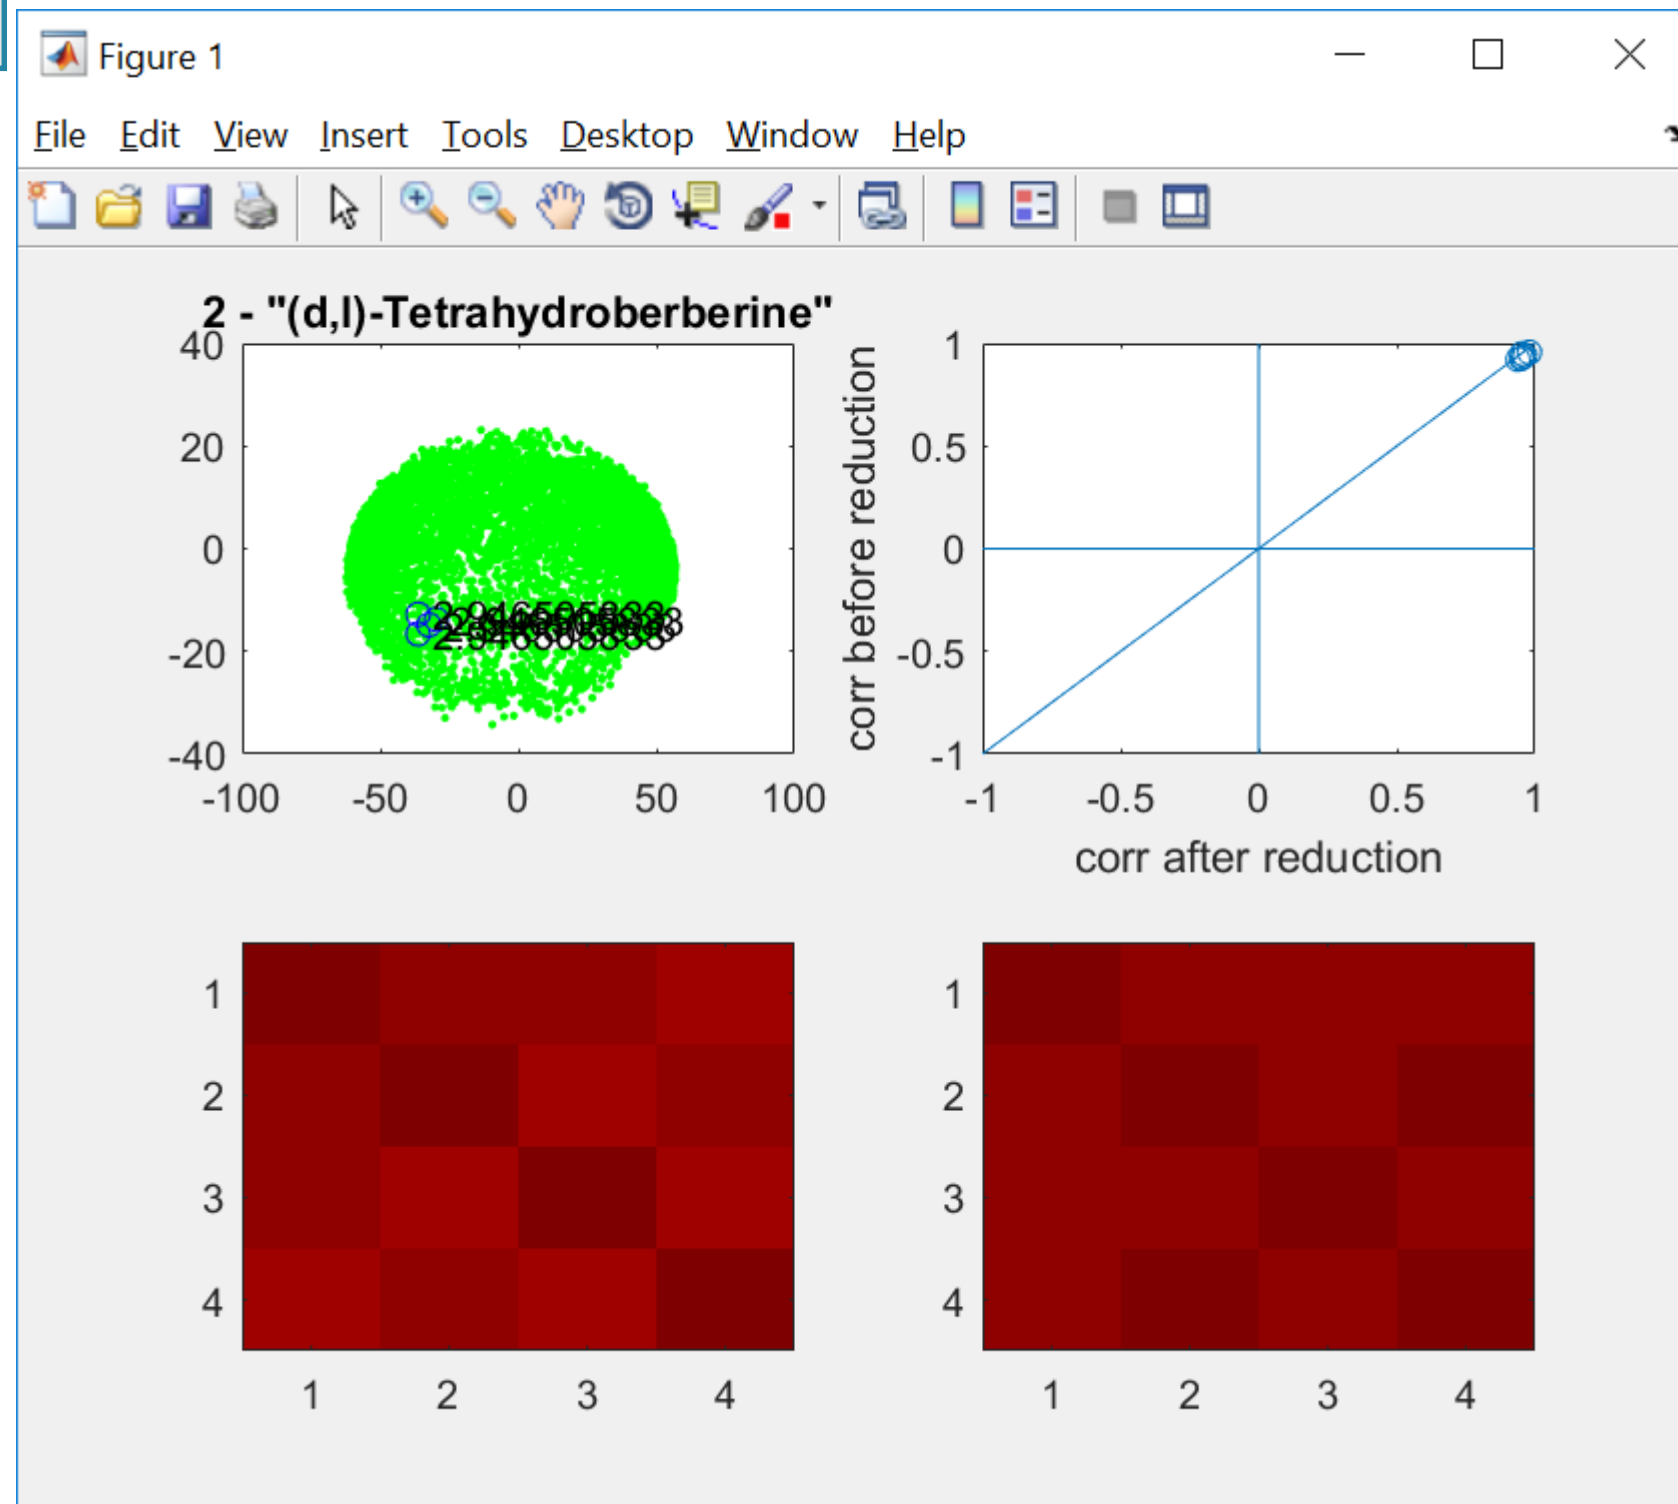 Figure 1
File Edit View Insert Tools Desktop Window Help
2 - "(d,l)-Tetrahydroberberine"
40
20
0
-20
-40
-100 -50 0 50 100
corr before reduction
1
0.5
0
-0.5
-1
-1 -0.5 0 0.5 1
corr after reduction
1
2
3
4
1 2 3 4
1
2
3
4
1 2 3 4